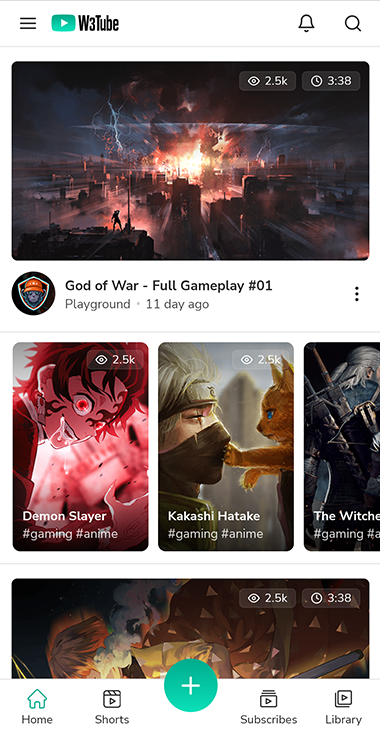 W3Tube
2.5k 3:38
God of War - Full Gameplay #01
Playground • 11 day ago
2.5k 2.5k
Demon Slayer Kakashi Hatake The Witche
#gaming #anime #gaming #anime #gaming #a
2.5k 3:38
Home Shorts Subscribes Library